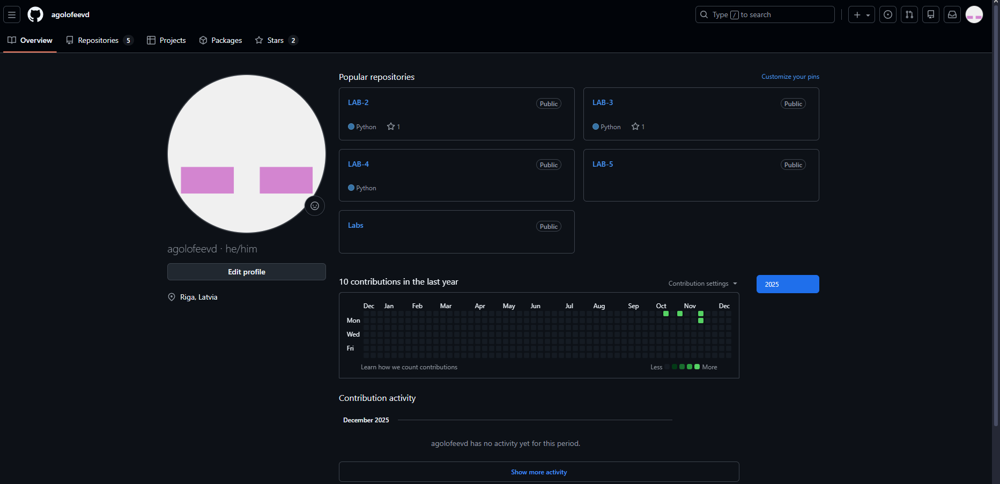 agolofeevd
Type / to search
Overview
Repositories 5
Projects
Packages
Stars 2
Popular repositories
Customize your pins
LAB-2
Public
Python
1
LAB-3
Public
Python
1
LAB-4
Public
Python
LAB-5
Public
Labs
Public
agolofeevd · he/him
Edit profile
Riga, Latvia
10 contributions in the last year
Contribution settings
2025
Dec Jan Feb Mar Apr May Jun Jul Aug Sep Oct Nov Dec
Mon
Wed
Fri
Learn how we count contributions
Less
More
Contribution activity
December 2025
agolofeevd has no activity yet for this period.
Show more activity